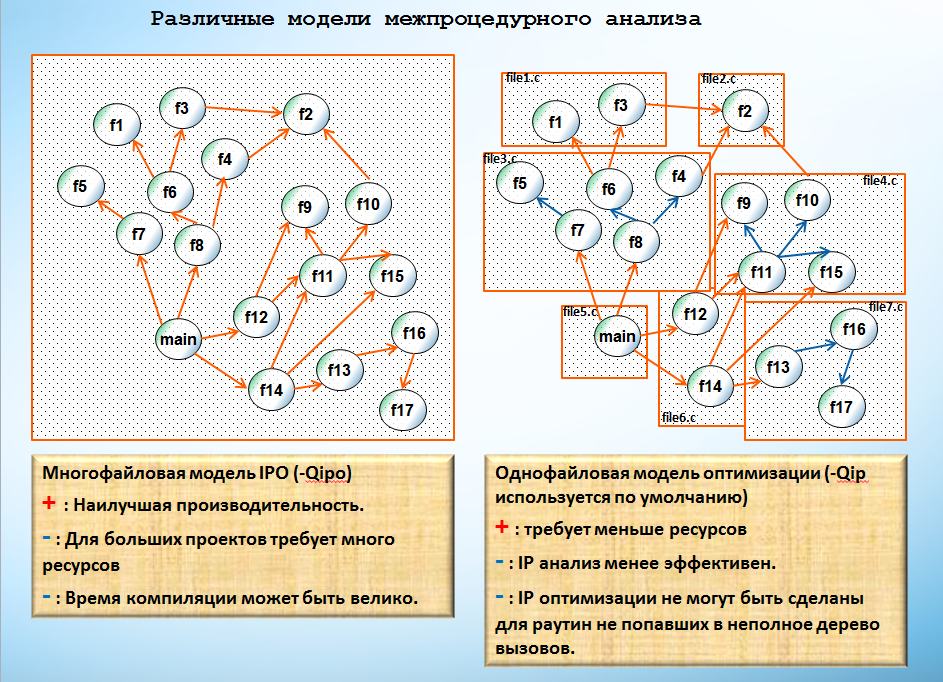 Различные модели межпроцедурного анализа
f1
f3
f2
f4
f5
f6
f9
f10
f7
f8
f11
f15
f12
main
f16
f14
f13
f17
file1.c
f1
f3
file2.c
f2
file3.c
f5
f6
f4
f7
f8
file4.c
f9
f10
f11
f15
file5.c
main
f12
f14
file6.c
file7.c
f16
f13
f17
Многофайловая модель IPO (-Qipo)
+ : Наилучшая производительность.
- : Для больших проектов требует много
ресурсов
- : Время компиляции может быть велико.
Однофайловая модель оптимизации (-Qip
используется по умолчанию)
+ : требует меньше ресурсов
- : IP анализ менее эффективен.
- : IP оптимизации не могут быть сделаны
для раутин не попавших в неполное дерево
вызовов.